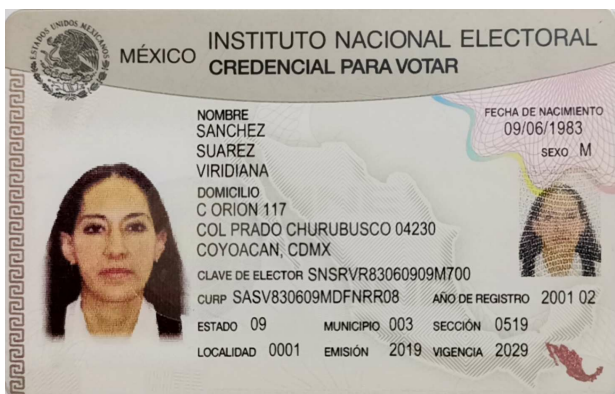 ESTADOS UNIDOS MEXICANOS
MÉXICO
INSTITUTO NACIONAL ELECTORAL
CREDENCIAL PARA VOTAR
NOMBRE
SANCHEZ
SUAREZ
VIRIDIANA
FECHA DE NACIMIENTO
09/06/1983
SEXO M
DOMICILIO
C ORION 117
COL PRADO CHURUBUSCO 04230
COYOACAN, CDMX
CLAVE DE ELECTOR SNSRVR83060909M700
CURP SASV830609MDFNRR08 AÑO DE REGISTRO 2001 02
ESTADO 09 MUNICIPIO 003 SECCIÓN 0519
LOCALIDAD 0001 EMISIÓN 2019 VIGENCIA 2029